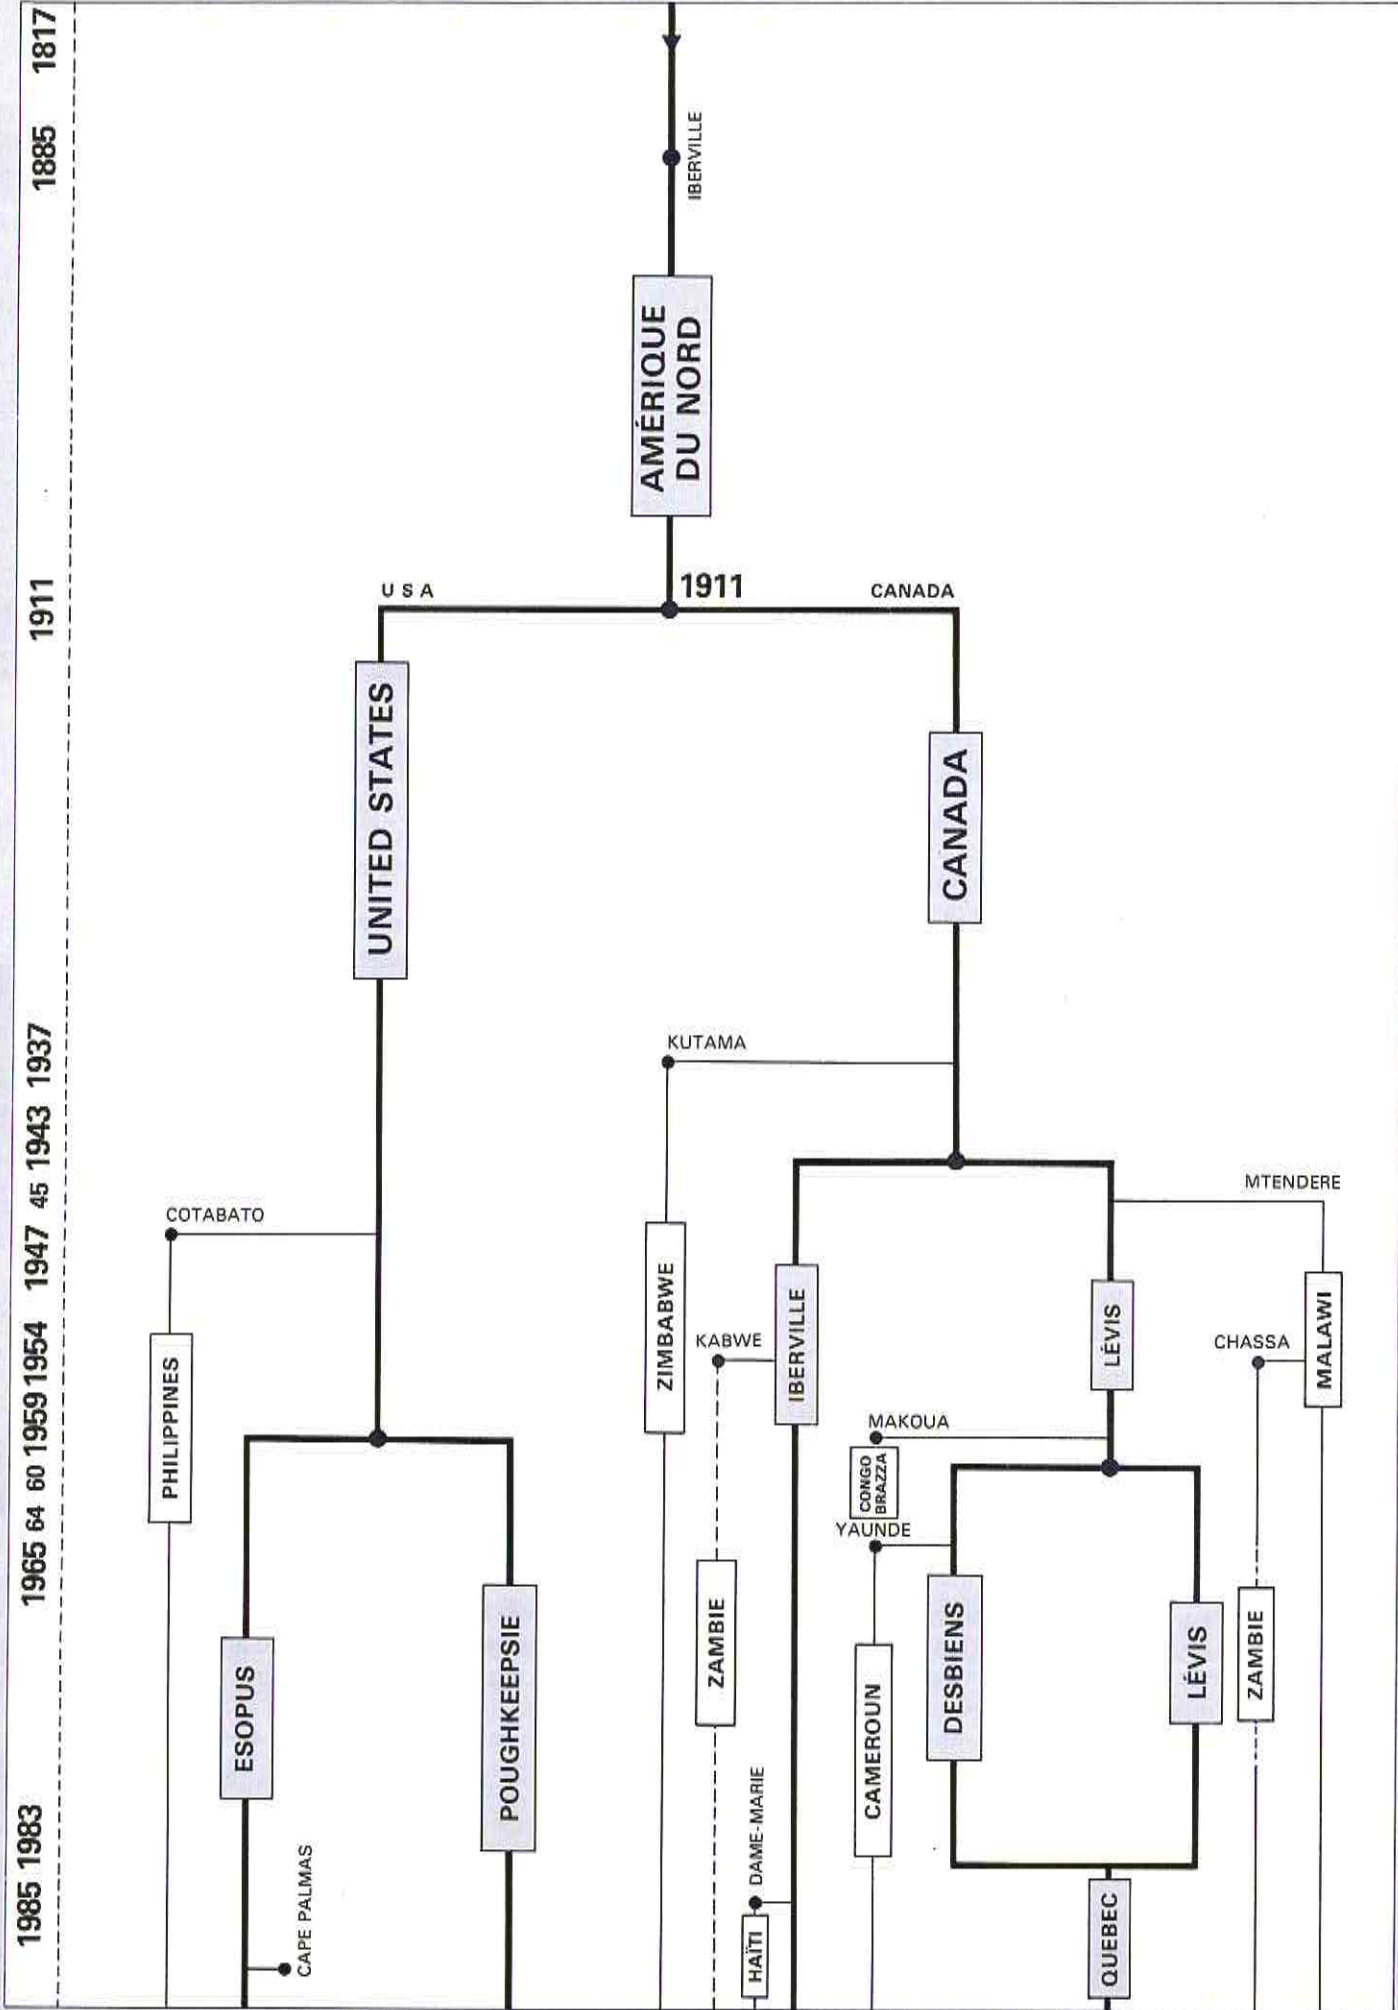 1817
1885
1911
1937
1943
45
1947
1954
1959
60
64
1965
1983
1985
IBERVILLE
AMÉRIQUE
DU NORD
1911
U S A
CANADA
UNITED STATES
CANADA
KUTAMA
COTABATO
MTENDERE
PHILIPPINES
ZIMBABWE
KABWE
IBERVILLE
LÉVIS
CHASSA
MALAWI
MAKOUA
CONGO
BRAZZA
YAUNDE
ESOPUS
POUGHKEEPSIE
ZAMBIE
CAMEROUN
DESBIENS
LÉVIS
ZAMBIE
CAPE PALMAS
DAME-MARIE
HAÏTI
QUEBEC